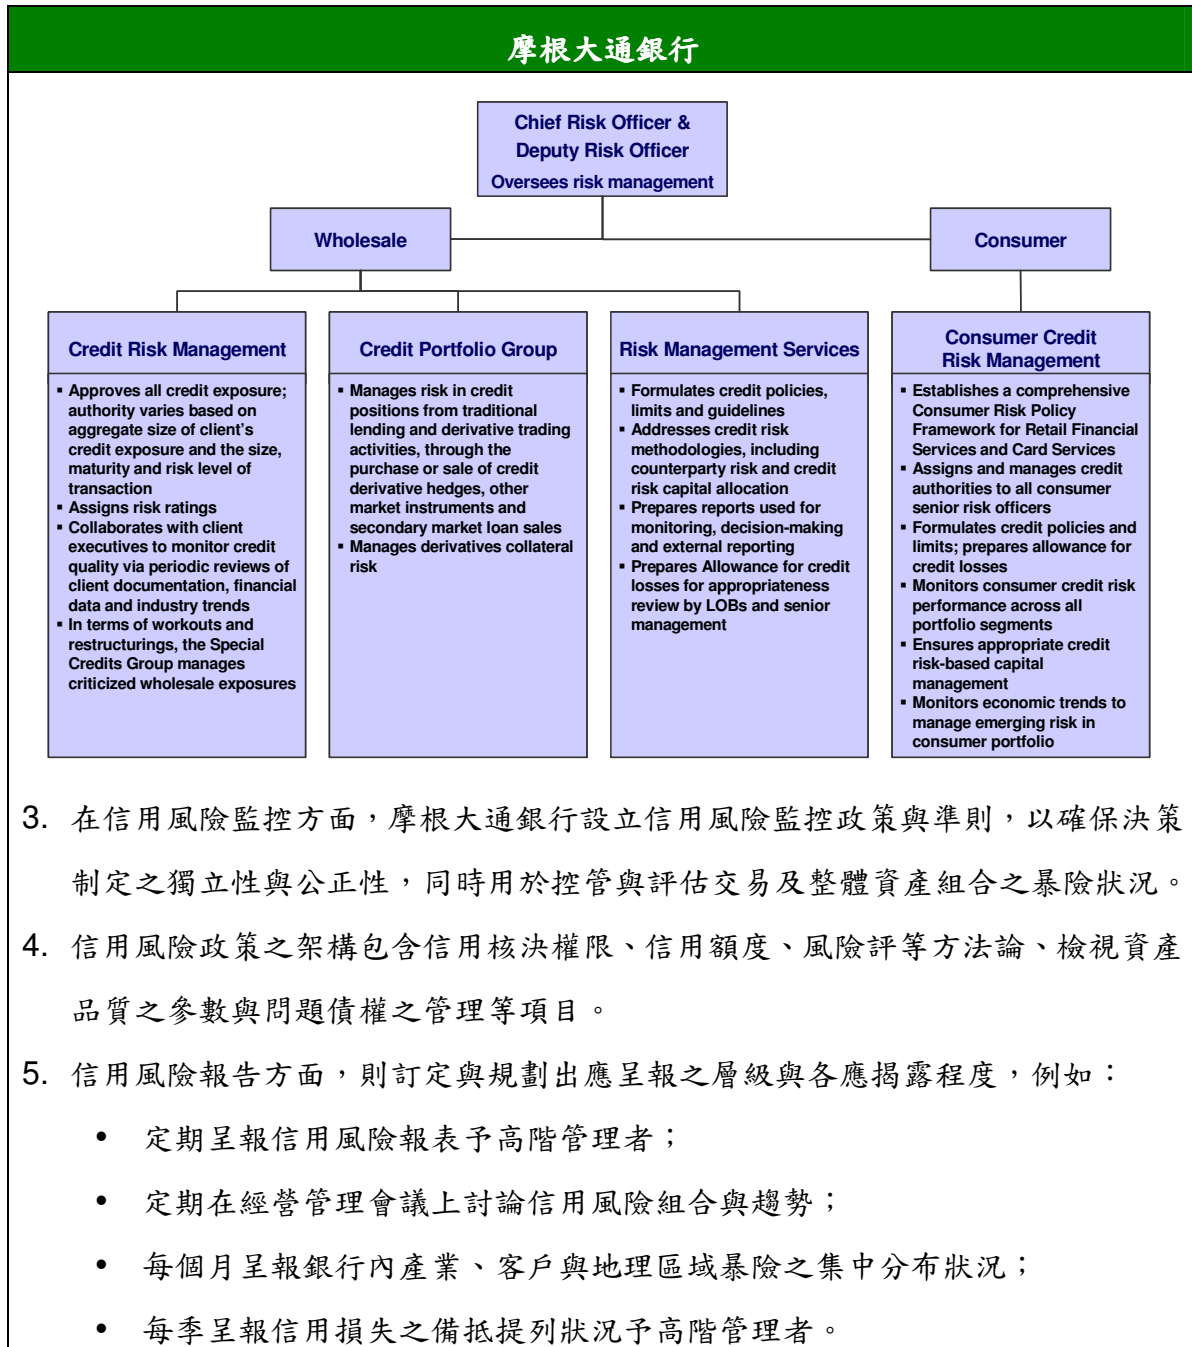 摩根大通銀行
Chief Risk Officer &
Deputy Risk Officer
Oversees risk management
Wholesale
Consumer
Credit Risk Management
▪ Approves all credit exposure;
authority varies based on
aggregate size of client's
credit exposure and the size,
maturity and risk level of
transaction
▪ Assigns risk ratings
▪ Collaborates with client
executives to monitor credit
quality via periodic reviews of
client documentation, financial
data and industry trends
▪ In terms of workouts and
restructurings, the Special
Credits Group manages
criticized wholesale exposures
Credit Portfolio Group
▪ Manages risk in credit
positions from traditional
lending and derivative trading
activities, through the
purchase or sale of credit
derivative hedges, other
market instruments and
secondary market loan sales
▪ Manages derivatives collateral
risk
Risk Management Services
▪ Formulates credit policies,
limits and guidelines
▪ Addresses credit risk
methodologies, including
counterparty risk and credit
risk capital allocation
▪ Prepares reports used for
monitoring, decision-making
and external reporting
▪ Prepares Allowance for credit
losses for appropriateness
review by LOBs and senior
management
Consumer Credit
Risk Management
▪ Establishes a comprehensive
Consumer Risk Policy
Framework for Retail Financial
Services and Card Services
▪ Assigns and manages credit
authorities to all consumer
senior risk officers
▪ Formulates credit policies and
limits; prepares allowance for
credit losses
▪ Monitors consumer credit risk
performance across all
portfolio segments
▪ Ensures appropriate credit
risk-based capital
management
▪ Monitors economic trends to
manage emerging risk in
consumer portfolio
3. 在信用風險監控方面，摩根大通銀行設立信用風險監控政策與準則，以確保決策
制定之獨立性與公正性，同時用於控管與評估交易及整體資產組合之暴險狀況。
4. 信用風險政策之架構包含信用核決權限、信用額度、風險評等方法論、檢視資產
品質之參數與問題債權之管理等項目。
5. 信用風險報告方面，則訂定與規劃出應呈報之層級與各應揭露程度，例如：
• 定期呈報信用風險報表予高階管理者；
• 定期在經營管理會議上討論信用風險組合與趨勢；
• 每個月呈報銀行內產業、客戶與地理區域暴險之集中分布狀況；
• 每季呈報信用損失之備抵提列狀況予高階管理者。